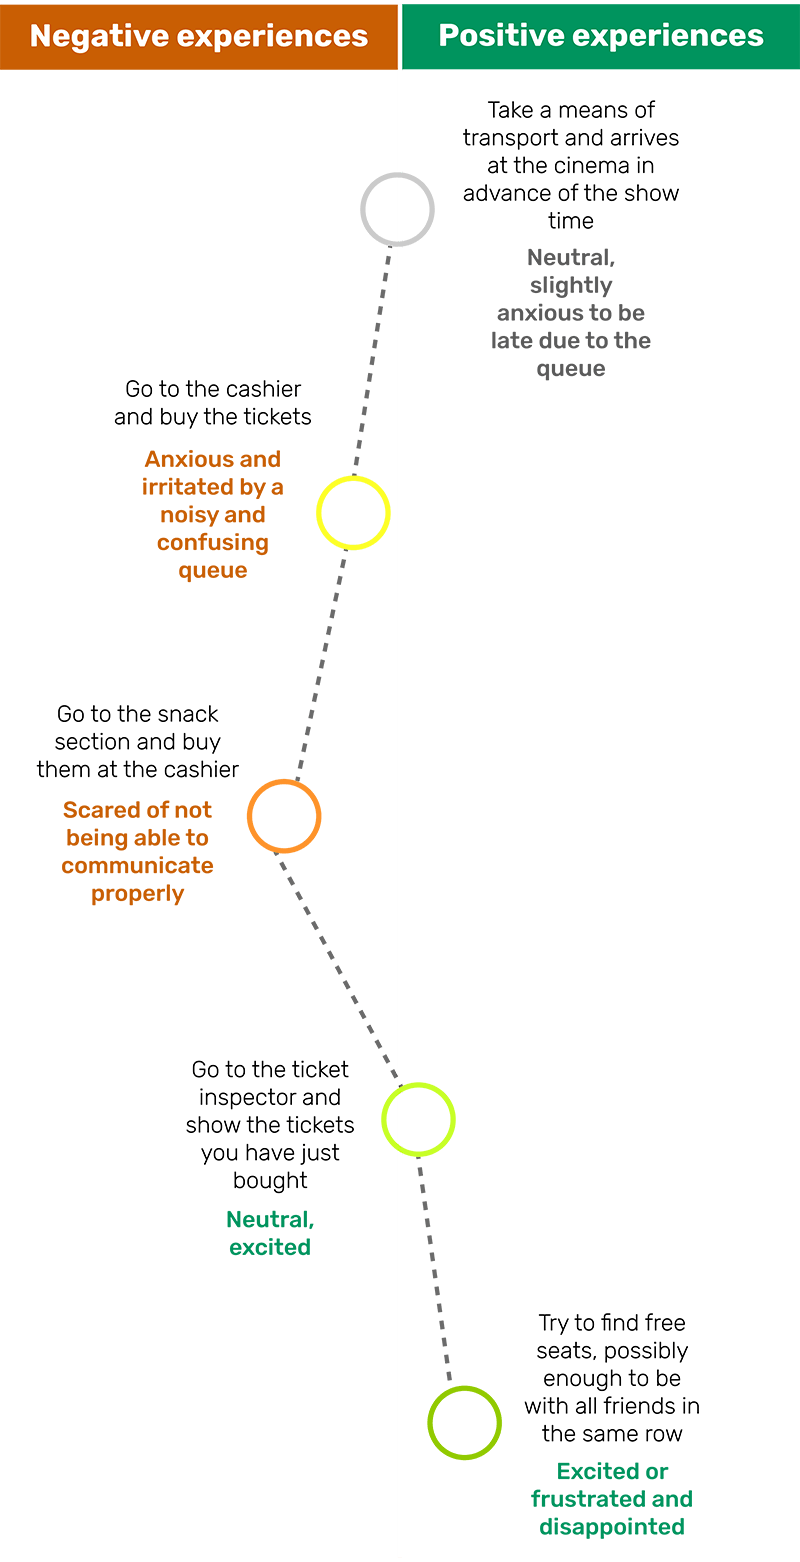 Negative experiences
Positive experiences
Take a means of
transport and arrives
at the cinema in
advance of the show
time
Neutral,
slightly
anxious to be
late due to the
queue
Go to the cashier
and buy the tickets
Anxious and
irritated by a
noisy and
confusing
queue
Go to the snack
section and buy
them at the cashier
Scared of not
being able to
communicate
properly
Go to the ticket
inspector and
show the tickets
you have just
bought
Neutral,
excited
Try to find free
seats, possibly
enough to be
with all friends in
the same row
Excited or
frustrated and
disappointed